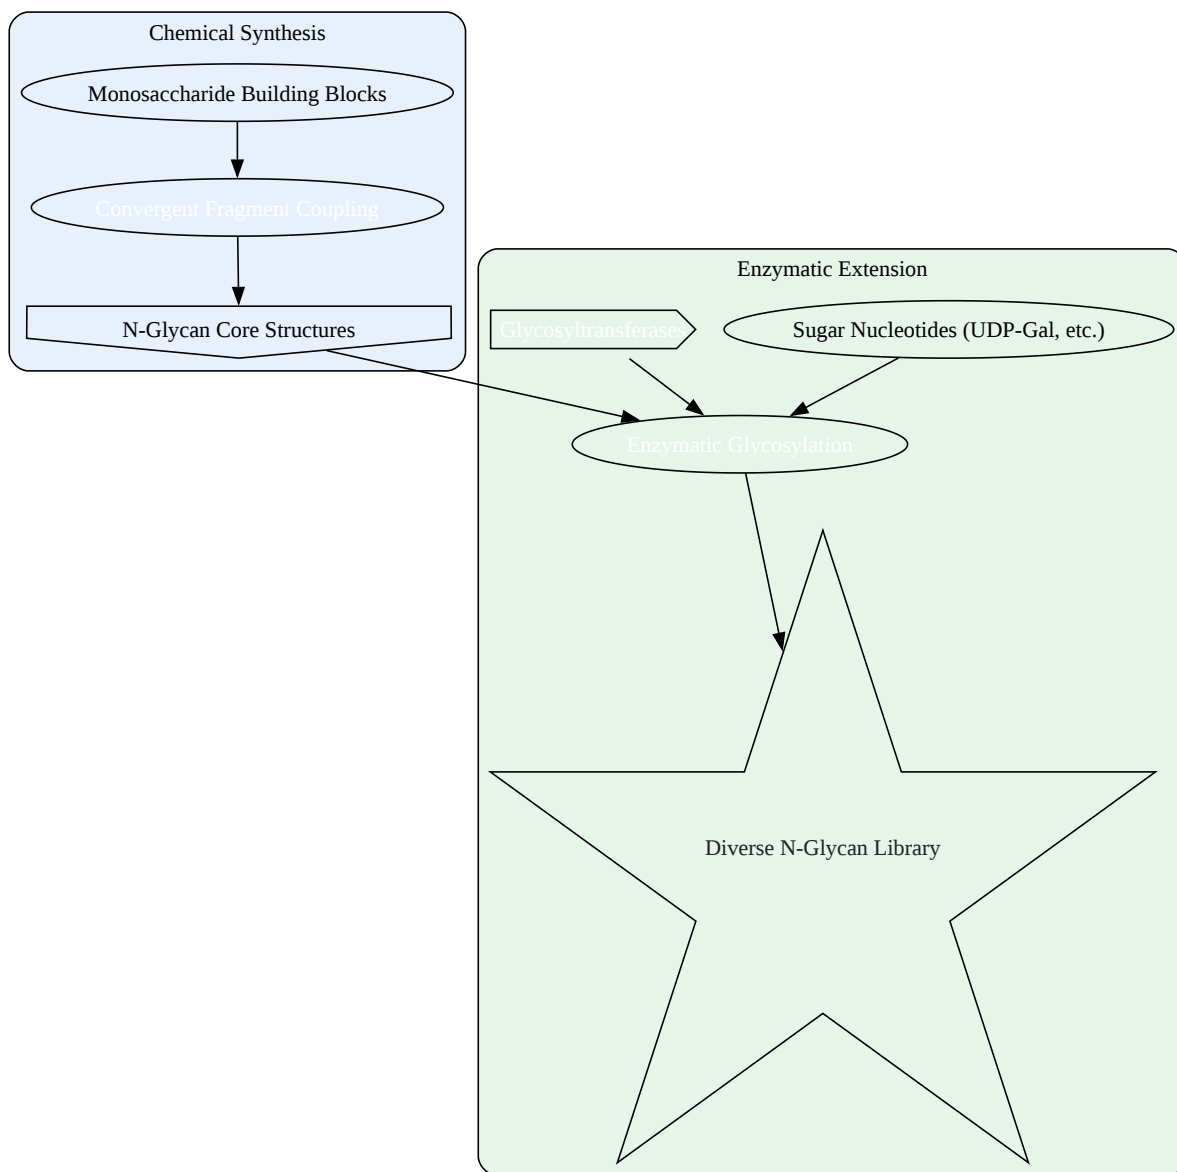 Chemical Synthesis
Monosaccharide Building Blocks
Convergent Fragment Coupling
N-Glycan Core Structures
Enzymatic Extension
Glycosyltransferases
Sugar Nucleotides (UDP-Gal, etc.)
Enzymatic Glycosylation
Diverse N-Glycan Library